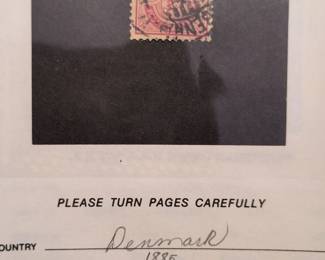 PLEASE TURN PAGES CAREFULLY
OUNTRY Denmark
1885